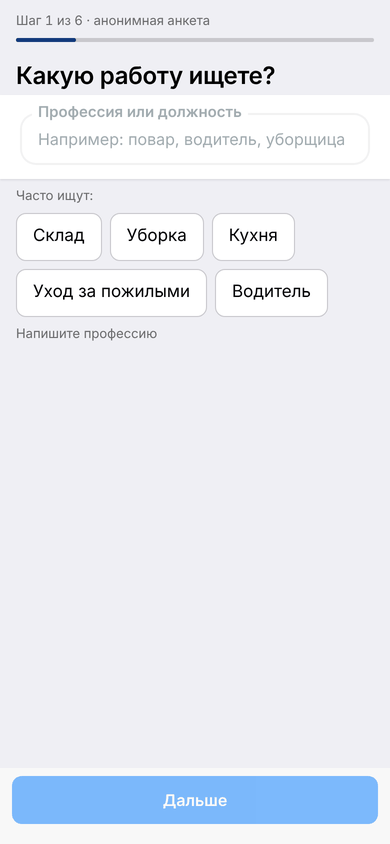 Шаг 1 из 6 · анонимная анкета
Какую работу ищете?
Профессия или должность
Например: повар, водитель, уборщица
Часто ищут:
Склад Уборка Кухня
Уход за пожилыми Водитель
Напишите профессию
Дальше